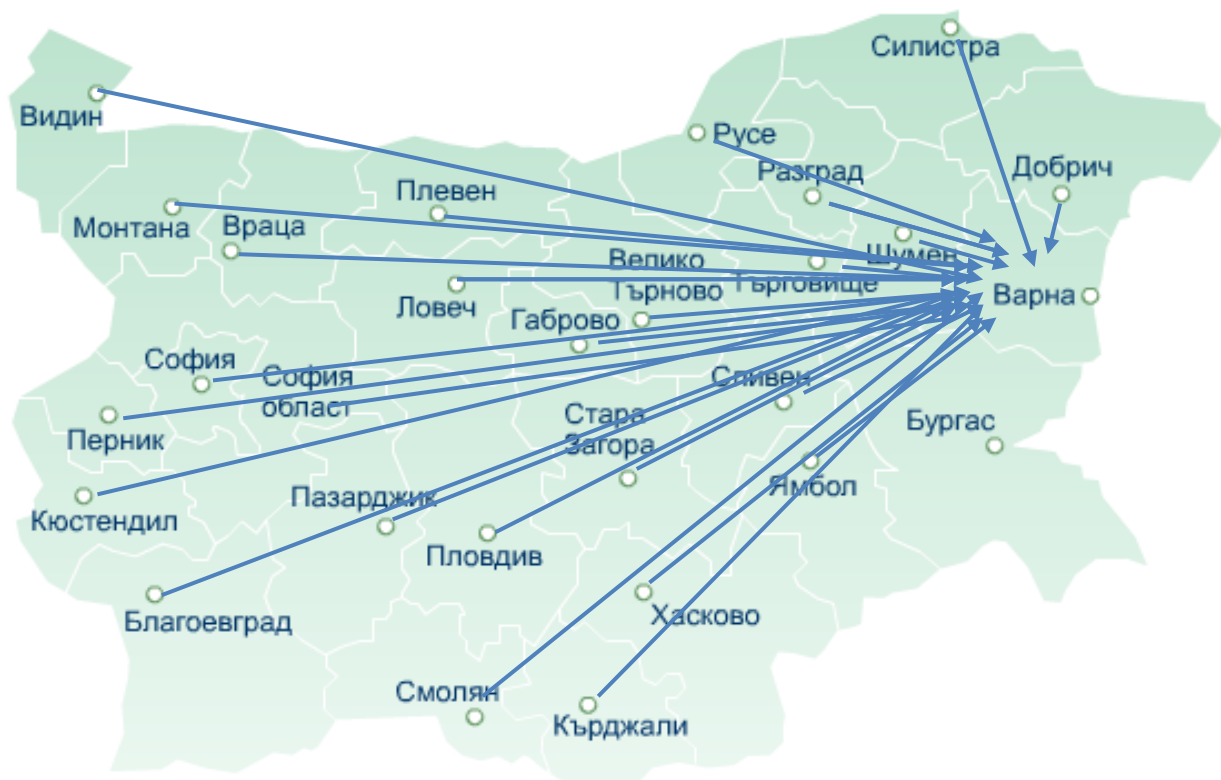 Силистра
Видин
Русе
Добрич
Разград
Плевен
Монтана
Враца
Шумен
Велико
Търново
Търговище
Ловеч
Варна
Габрово
София
София
област
Сливен
Перник
Стара
Загора
Бургас
Пазарджик
Ямбол
Кюстендил
Пловдив
Благоевград
Хасково
Смолян
Кърджали